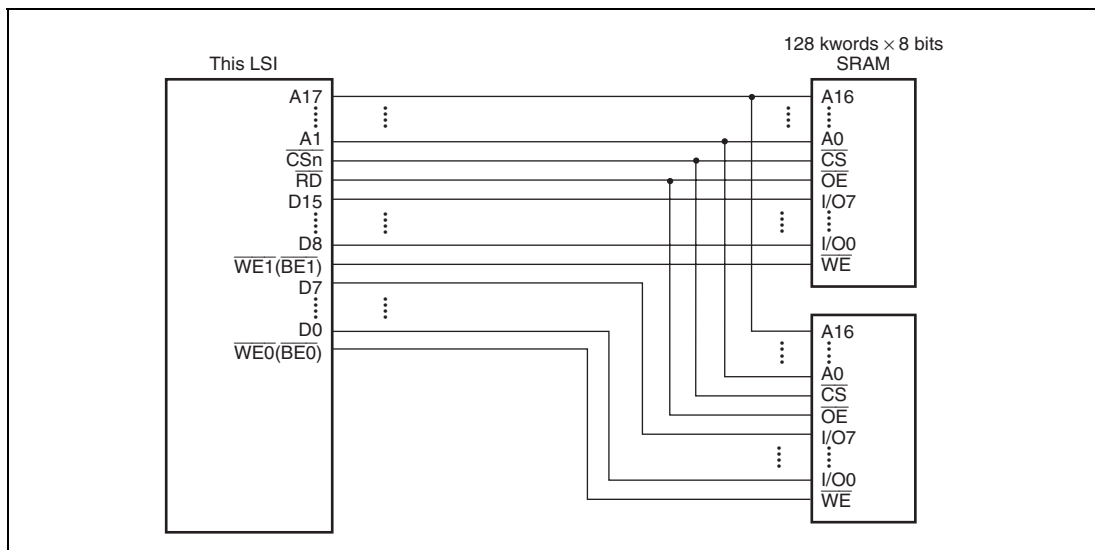 128 kwords × 8 bits
SRAM
This LSI
A17
A1
CSn
RD
D15
D8
WE1(BE1)
D7
D0
WE0(BE0)
A16
A0
CS
OE
I/O7
I/O0
WE
A16
A0
CS
OE
I/O7
I/O0
WE